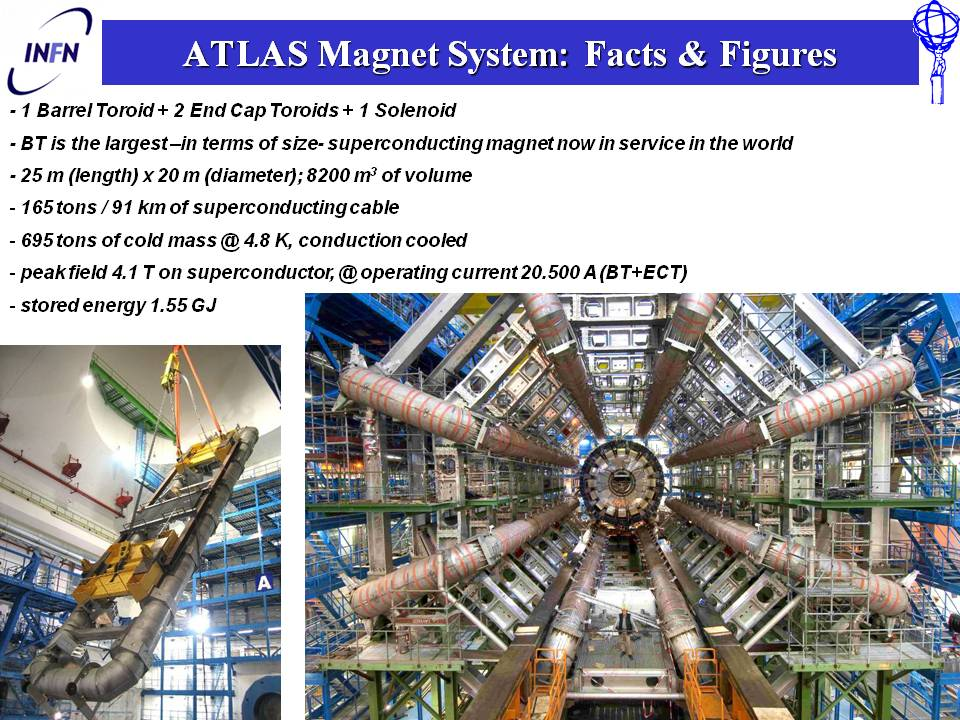 INFN
ATLAS Magnet System: Facts & Figures
- 1 Barrel Toroid + 2 End Cap Toroids + 1 Solenoid
- BT is the largest –in terms of size- superconducting magnet now in service in the world
- 25 m (length) x 20 m (diameter); 8200 m³ of volume
- 165 tons / 91 km of superconducting cable
- 695 tons of cold mass @ 4.8 K, conduction cooled
- peak field 4.1 T on superconductor, @ operating current 20.500 A (BT+ECT)
- stored energy 1.55 GJ
A